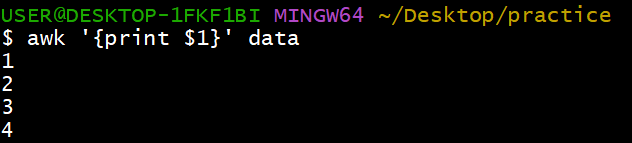 USER@DESKTOP-1FKF1BI MINGW64 ~/Desktop/practice
$ awk '{print $1}' data
1
2
3
4